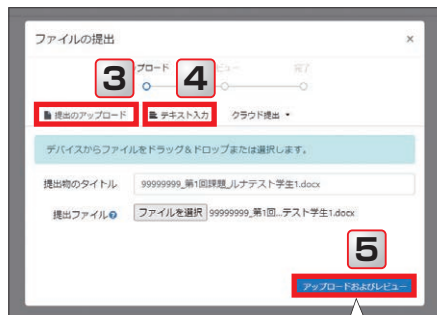 ファイルの提出 ×
プロード ビュー 完了
3 4
提出のアップロード テキスト入力 クラウド提出
デバイスからファイルをドラッグ&ドロップまたは選択します。
提出物のタイトル 99999999_第1回課題_ルナテスト学生1.docx
提出ファイル ファイルを選択 99999999_第1回...テスト学生1.docx
5
アップロードおよびレビュー